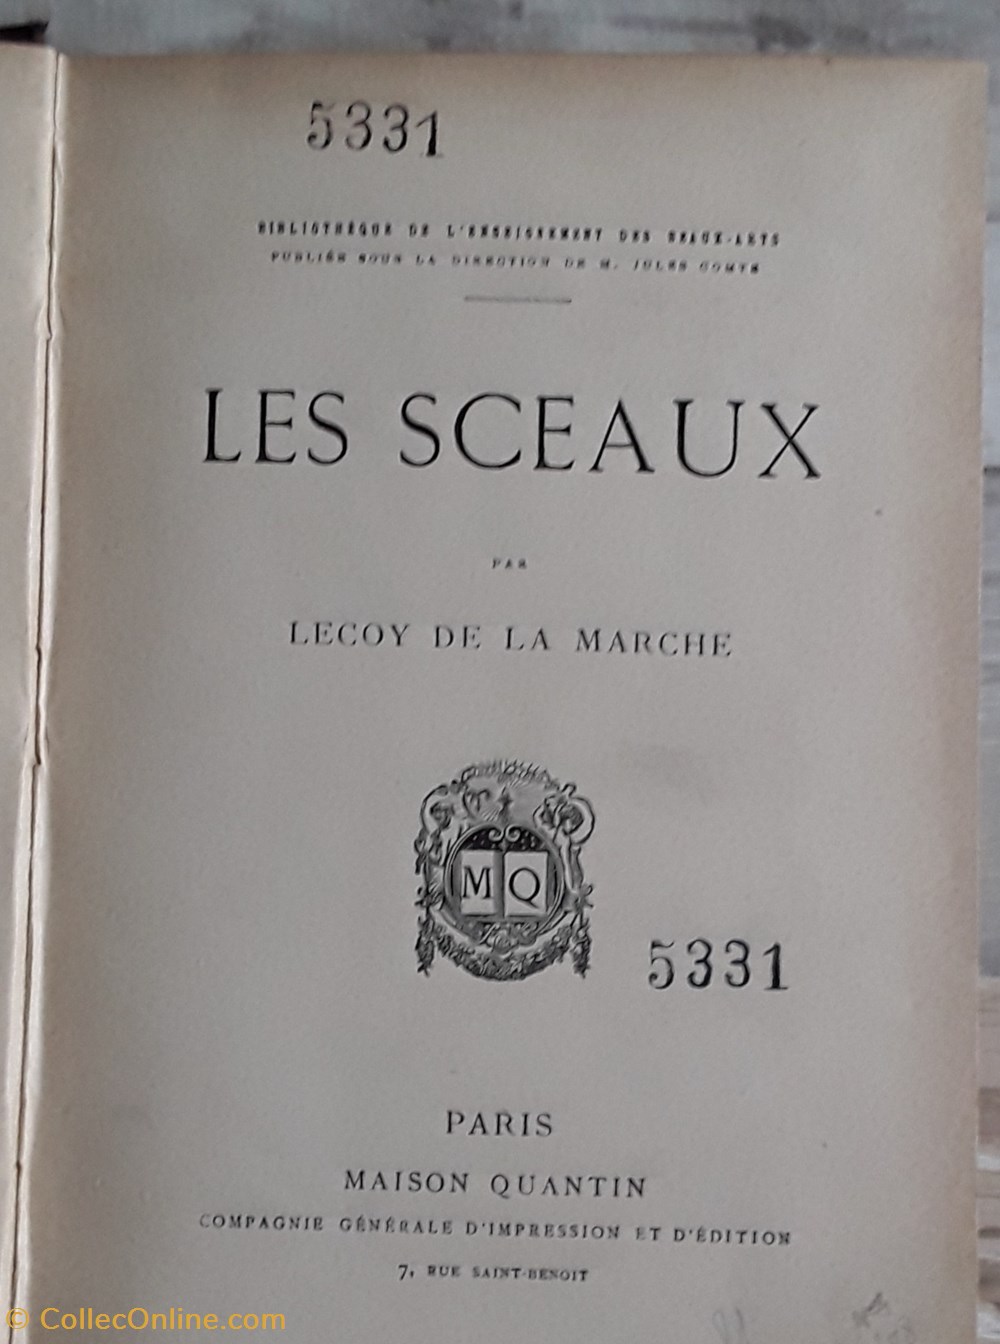 5331
BIBLIOTHÈQUE DE L'ENSEIGNEMENT DES BEAUX-ARTS
PUBLIÉE SOUS LA DIRECTION DE M. JULES COMTE
LES SCEAUX
PAR
LECOY DE LA MARCHE
M Q
5331
PARIS
MAISON QUANTIN
COMPAGNIE GÉNÉRALE D'IMPRESSION ET D'ÉDITION
7, RUE SAINT-BENOIT
© CollecOnline.com